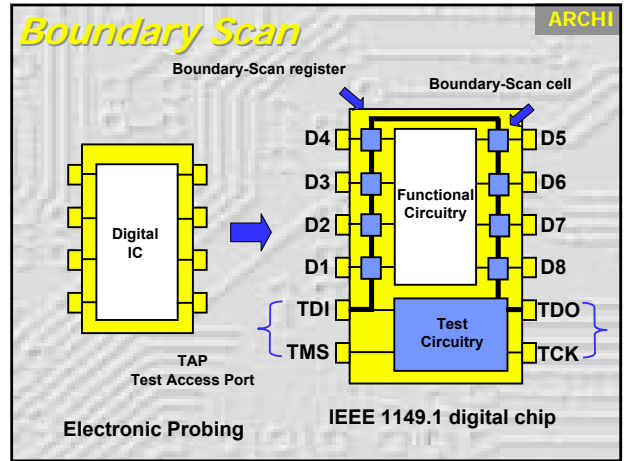 Boundary Scan
ARCHI
Boundary-Scan register
Boundary-Scan cell
D4
D5
D3
D6
Functional
Circuitry
D2
D7
D1
D8
Digital
IC
TDI
TDO
Test
Circuitry
TMS
TCK
TAP
Test Access Port
Electronic Probing
IEEE 1149.1 digital chip